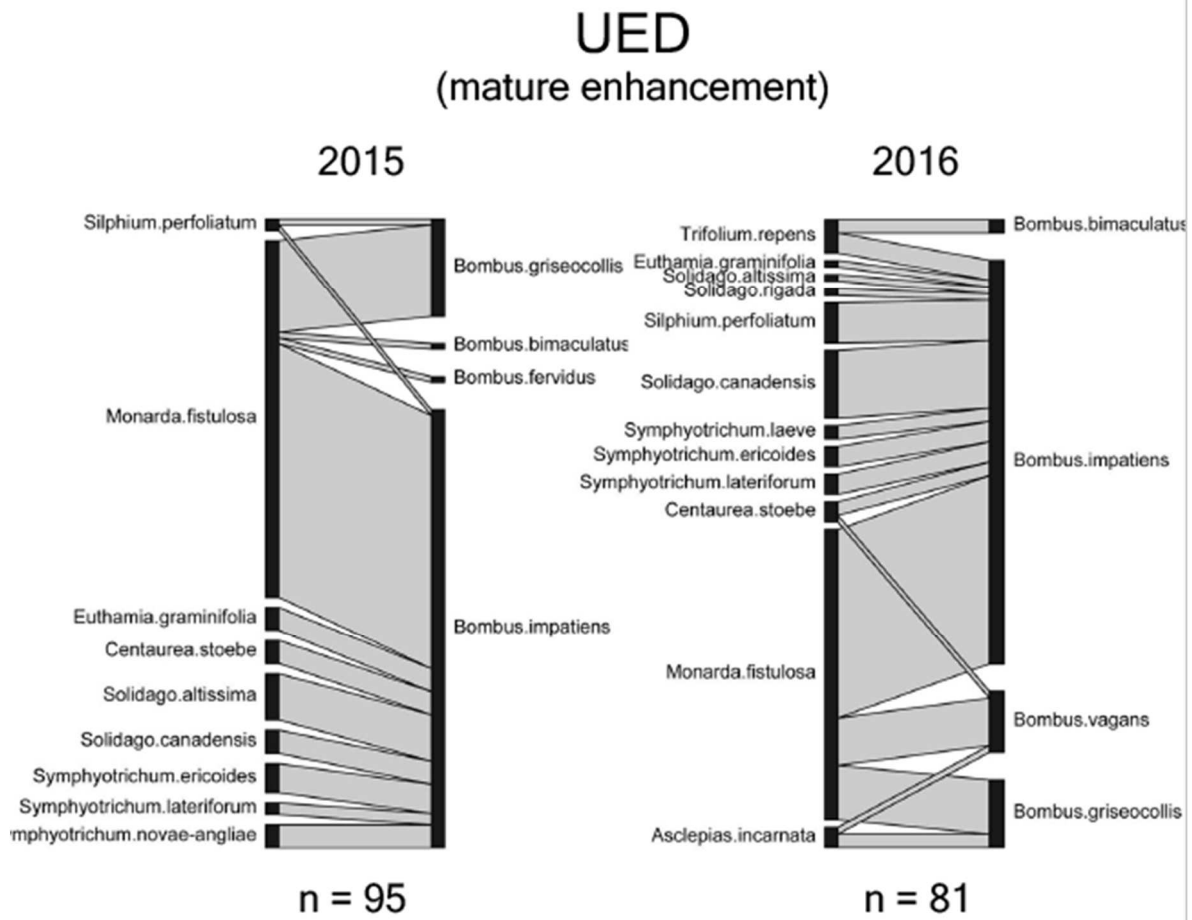 UED
(mature enhancement)
2015
Silphium.perfoliatum
Monarda.fistulosa
Euthamia.graminifolia
Centaurea.stoebe
Solidago.altissima
Solidago.canadensis
Symphyotrichum.ericoides
Symphyotrichum.lateriforum
mphyotrichum.novae-angliae
Bombus.griseocollis
Bombus.bimaculatus
Bombus.fervidus
Bombus.impatiens
n = 95
2016
Trifolium.repens
Euthamia.graminifolia
Solidago.altissima
Solidago.rigada
Silphium.perfoliatum
Solidago.canadensis
Symphyotrichum.laeve
Symphyotrichum.ericoides
Symphyotrichum.lateriforum
Centaurea.stoebe
Monarda.fistulosa
Asclepias.incarnata
Bombus.bimaculatus
Bombus.impatiens
Bombus.vagans
Bombus.griseocollis
n = 81